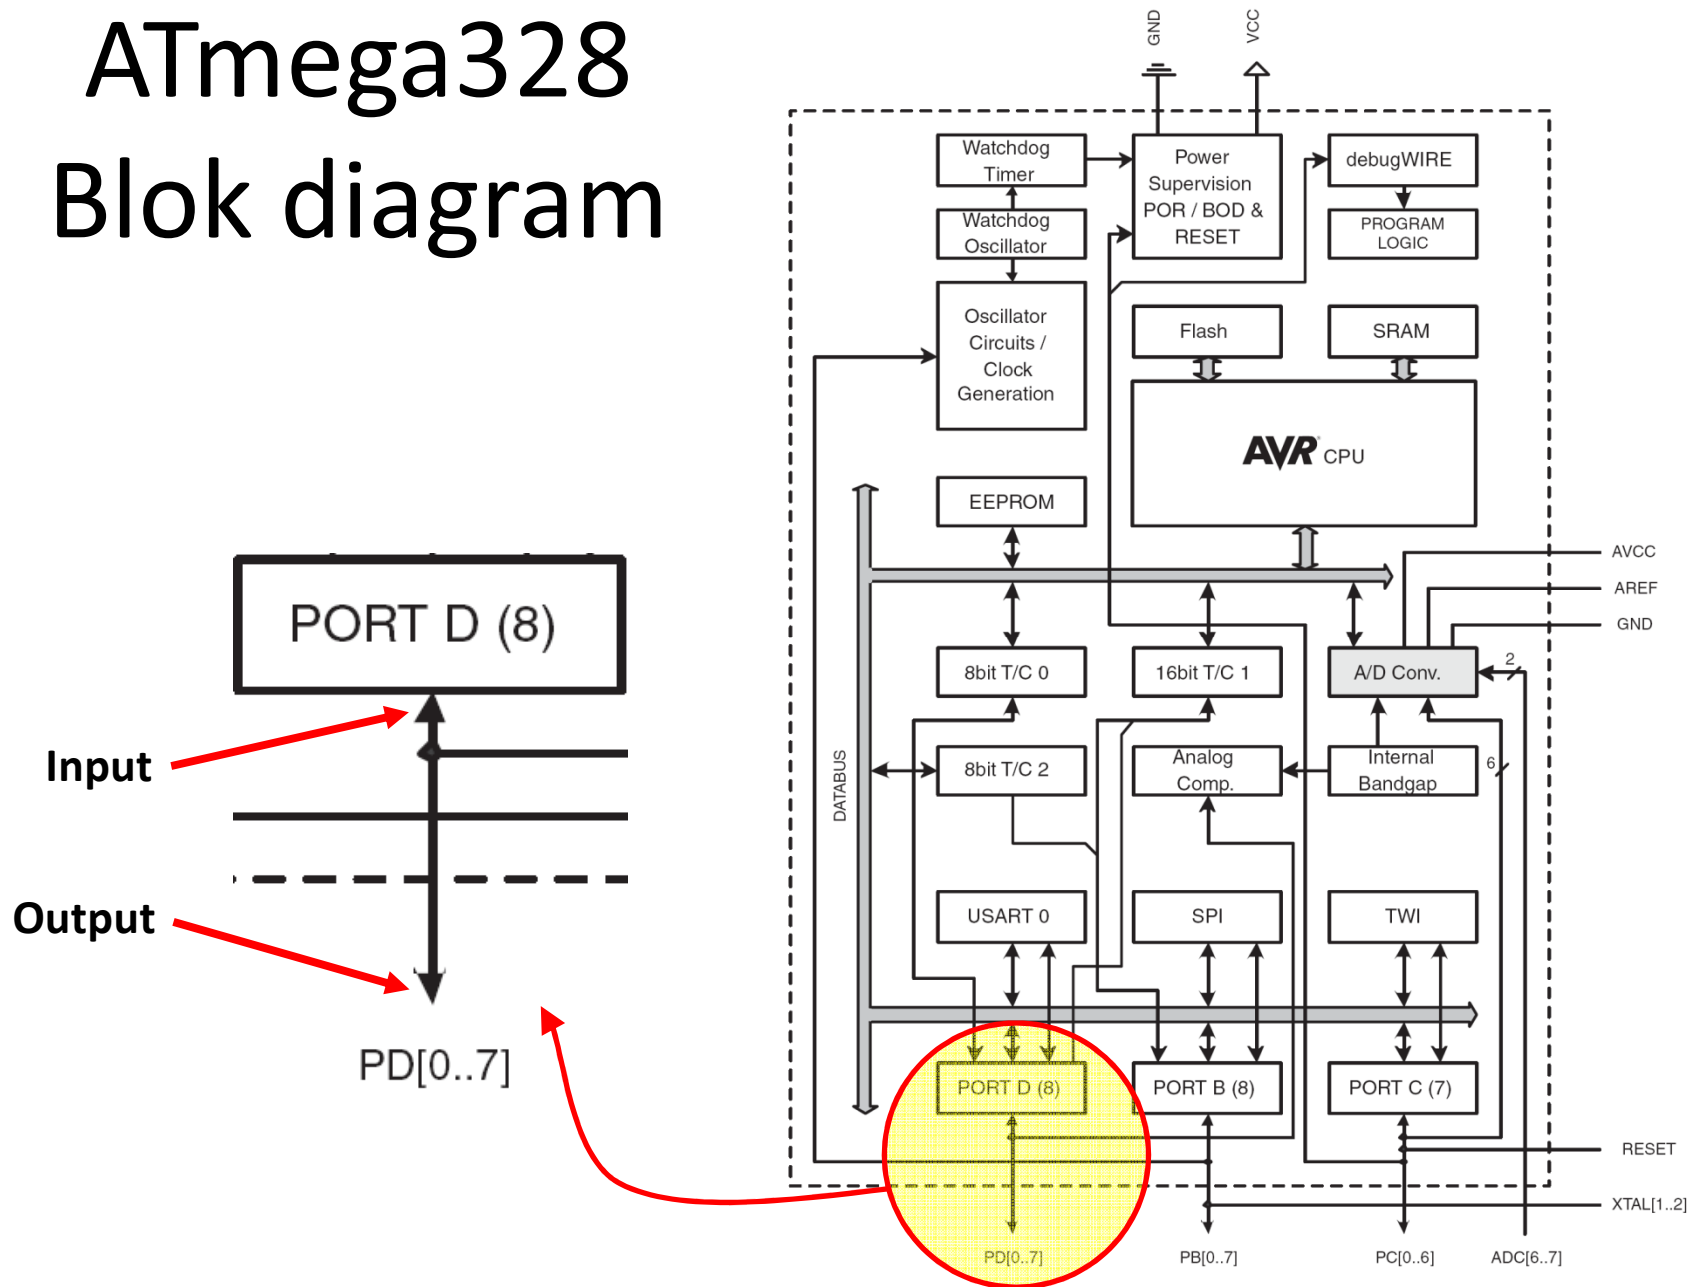 ATmega328
Blok diagram
GND
VCC
Watchdog
Timer
Power
Supervision
POR / BOD &
RESET
debugWIRE
Watchdog
Oscillator
PROGRAM
LOGIC
Oscillator
Circuits /
Clock
Generation
Flash
SRAM
AVR® CPU
EEPROM
AVCC
AREF
GND
PORT D (8)
8bit T/C 0
16bit T/C 1
A/D Conv.
2
Input
DATABUS
8bit T/C 2
Analog
Comp.
Internal
Bandgap
6
Output
USART 0
SPI
TWI
PD[0..7]
PORT D (8)
PORT B (8)
PORT C (7)
RESET
XTAL[1..2]
PD[0..7]
PB[0..7]
PC[0..6]
ADC[6..7]